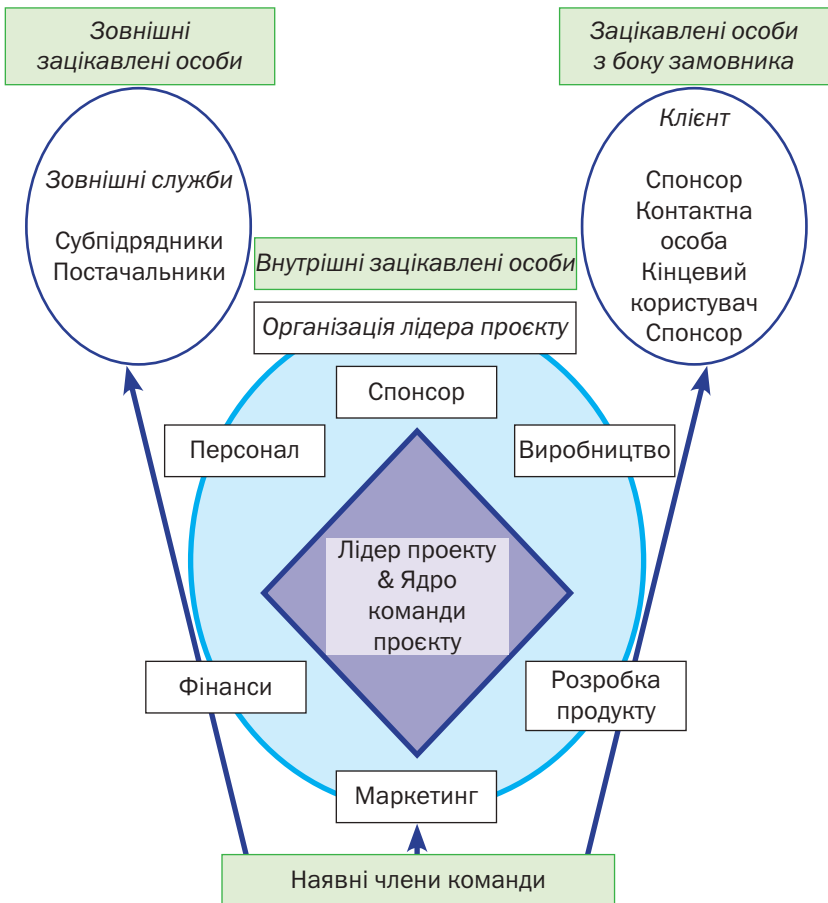 Зовнішні
зацікавлені особи
Зацікавлені особи
з боку замовника
Зовнішні служби
Субпідрядники
Постачальники
Клієнт
Спонсор
Контактна
особа
Кінцевий
користувач
Спонсор
Внутрішні зацікавлені особи
Організація лідера проєкту
Спонсор
Персонал
Виробництво
Лідер проекту
& Ядро
команди
проєкту
Фінанси
Розробка
продукту
Маркетинг
Наявні члени команди